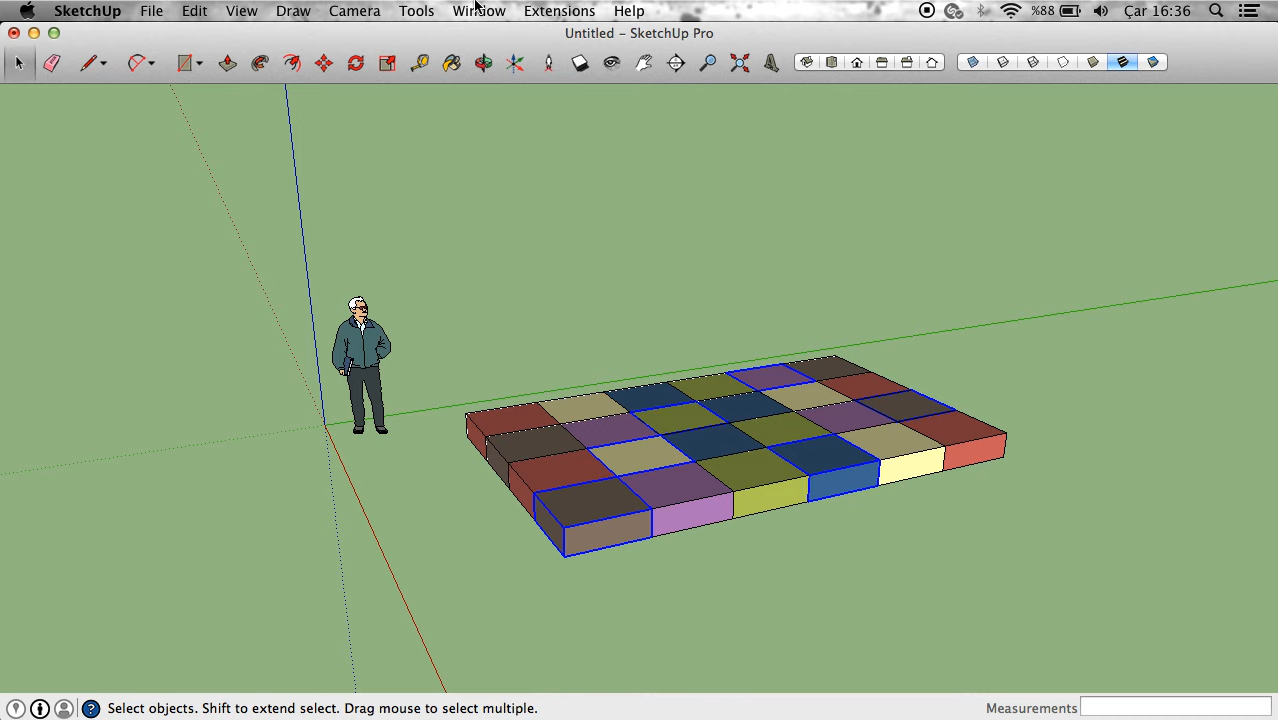 SketchUp File Edit View Draw Camera Tools Window Extensions Help %88 Çar 16:36
Untitled – SketchUp Pro
Select objects. Shift to extend select. Drag mouse to select multiple. Measurements